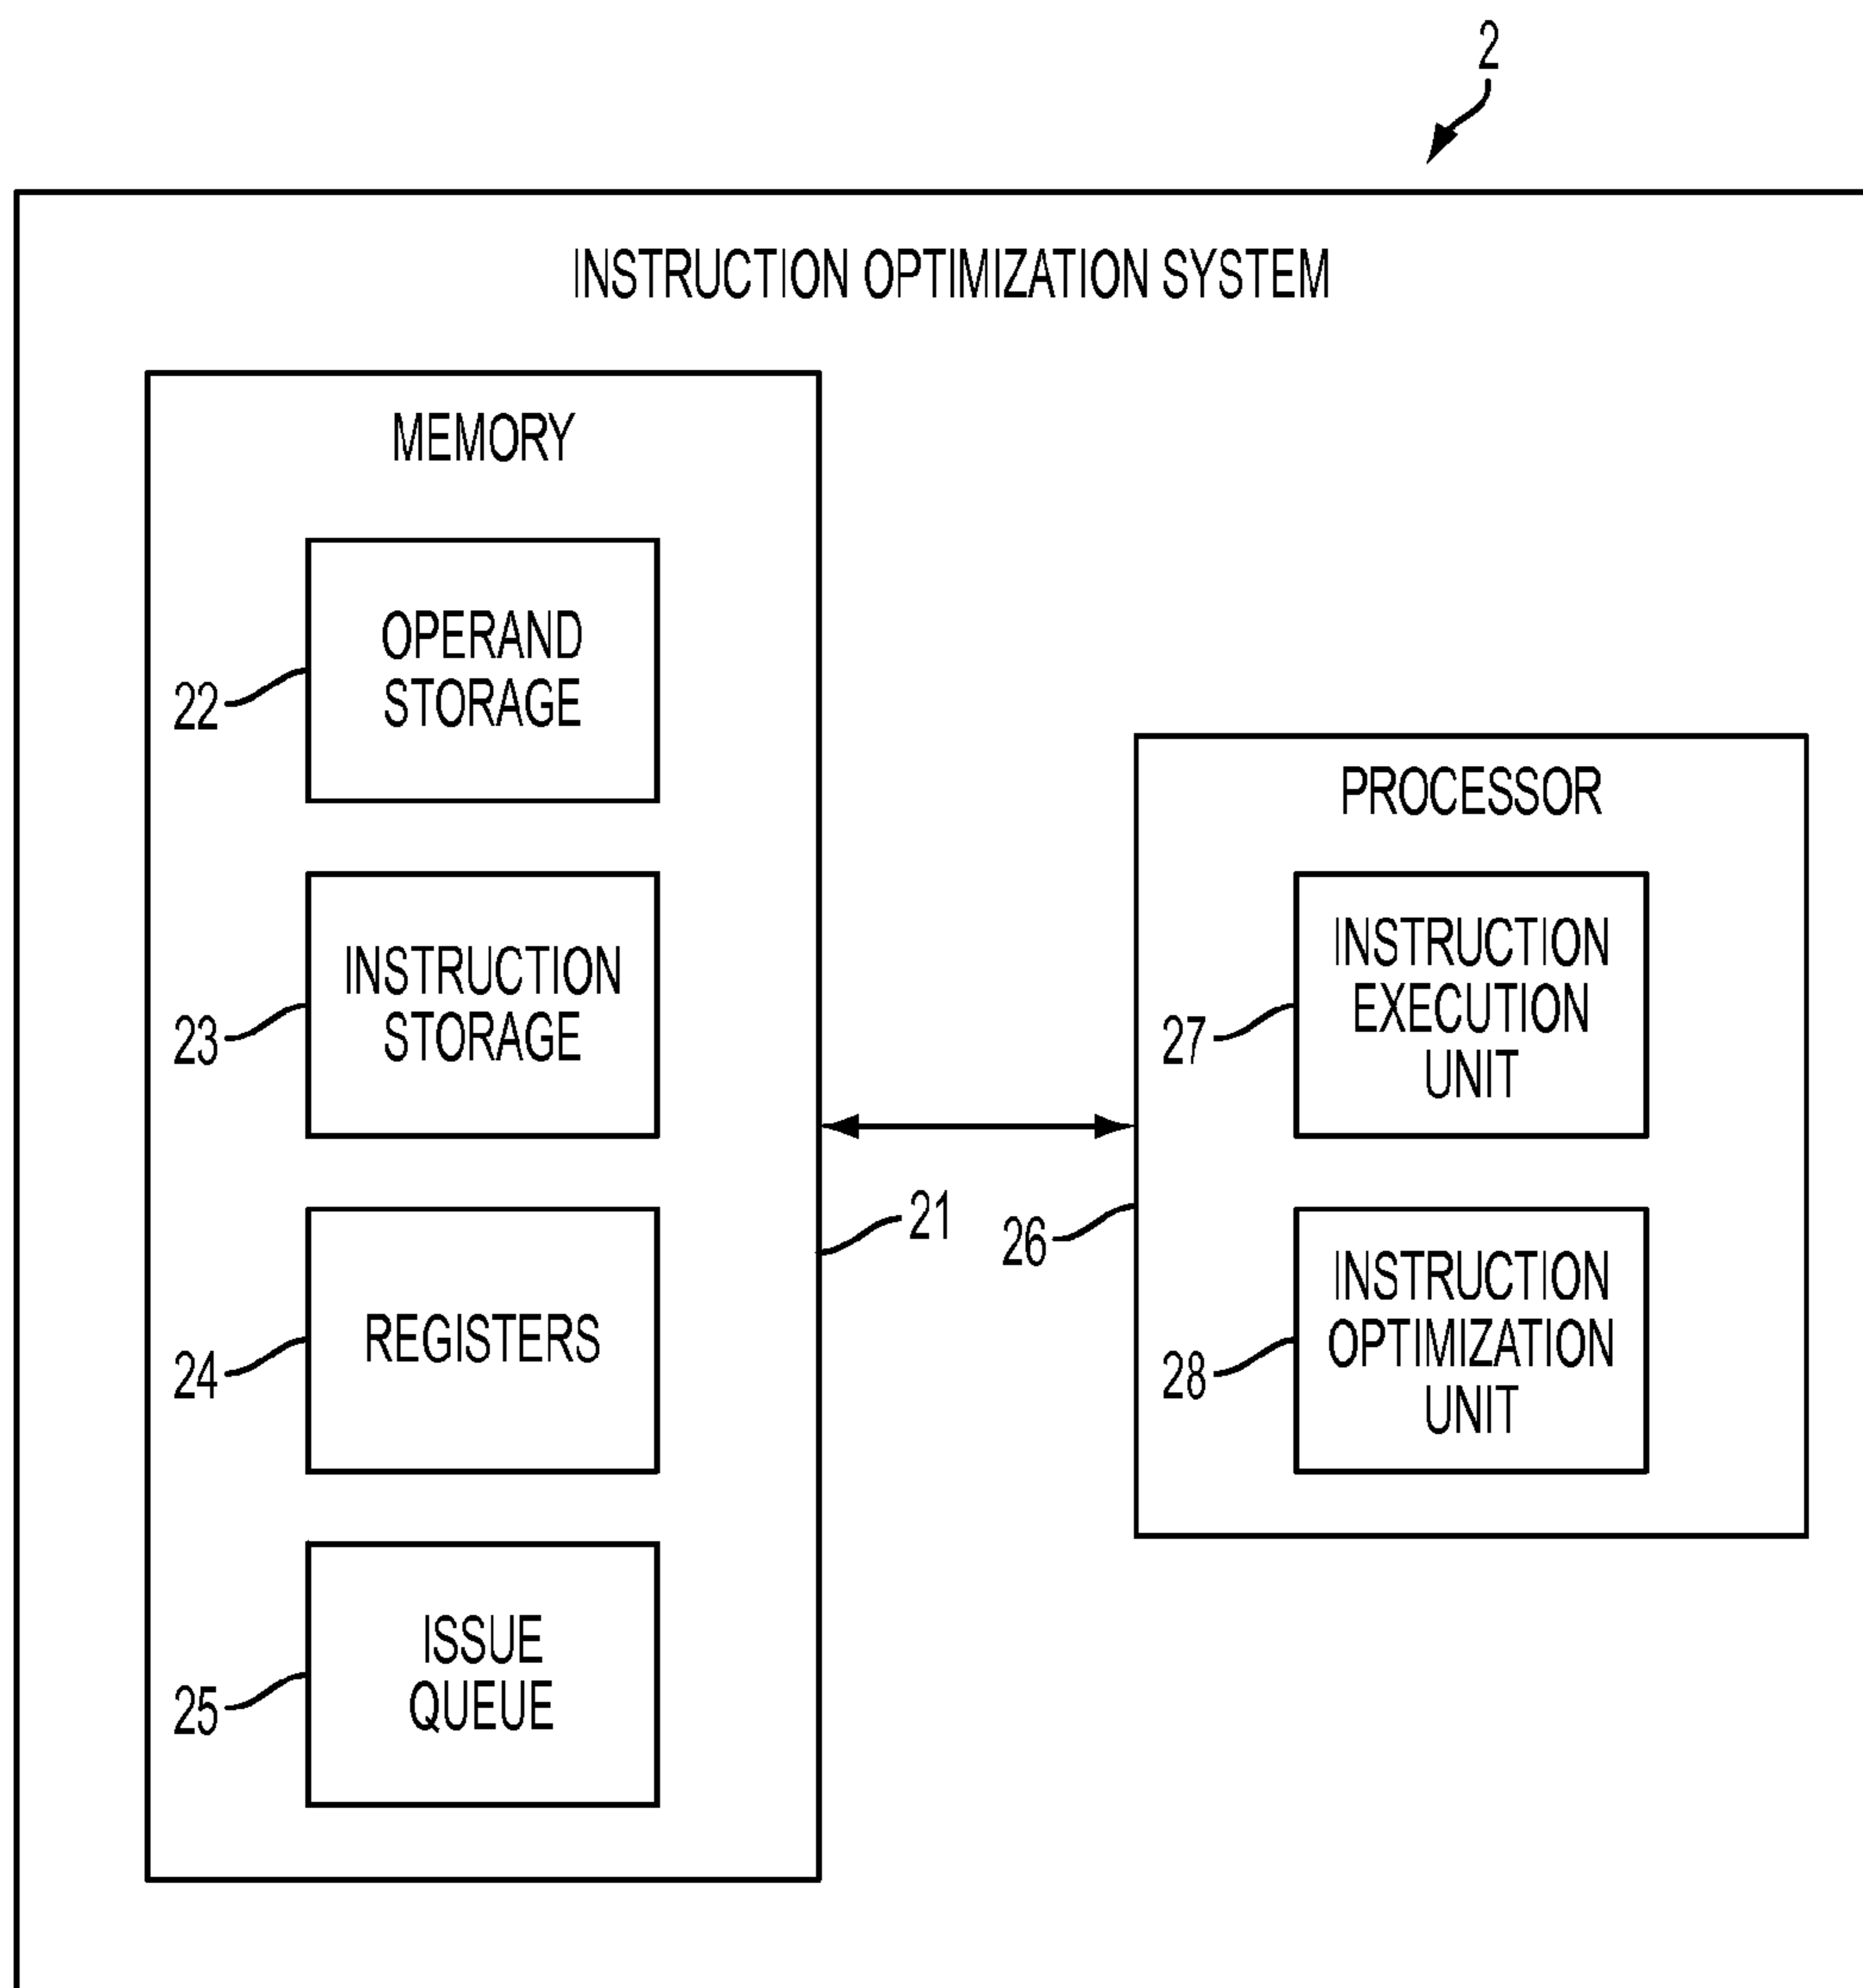 2
INSTRUCTION OPTIMIZATION SYSTEM
MEMORY
OPERAND
STORAGE
22
INSTRUCTION
STORAGE
23
REGISTERS
24
ISSUE
QUEUE
25
21
26
PROCESSOR
INSTRUCTION
EXECUTION
UNIT
27
INSTRUCTION
OPTIMIZATION
UNIT
28